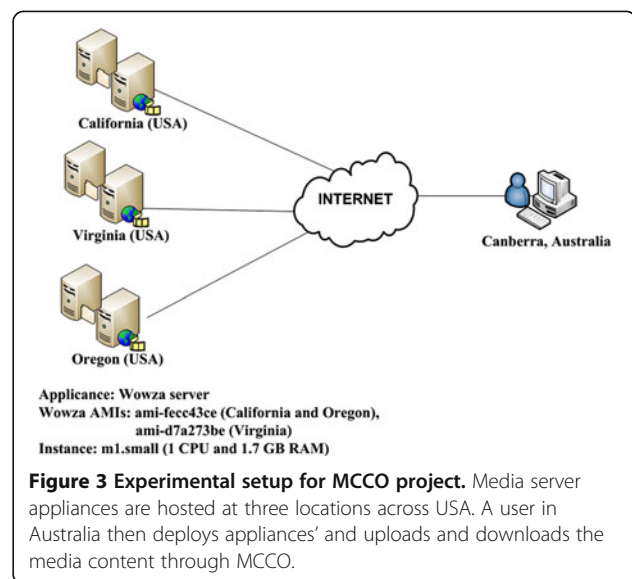 California (USA)
Virginia (USA)
INTERNET
Canberra, Australia
Oregon (USA)
Applicance: Wowza server
Wowza AMIs: ami-fecc43ce (California and Oregon),
ami-d7a273be (Virginia)
Instance: m1.small (1 CPU and 1.7 GB RAM)
Figure 3 Experimental setup for MCCO project. Media server
appliances are hosted at three locations across USA. A user in
Australia then deploys appliances' and uploads and downloads the
media content through MCCO.